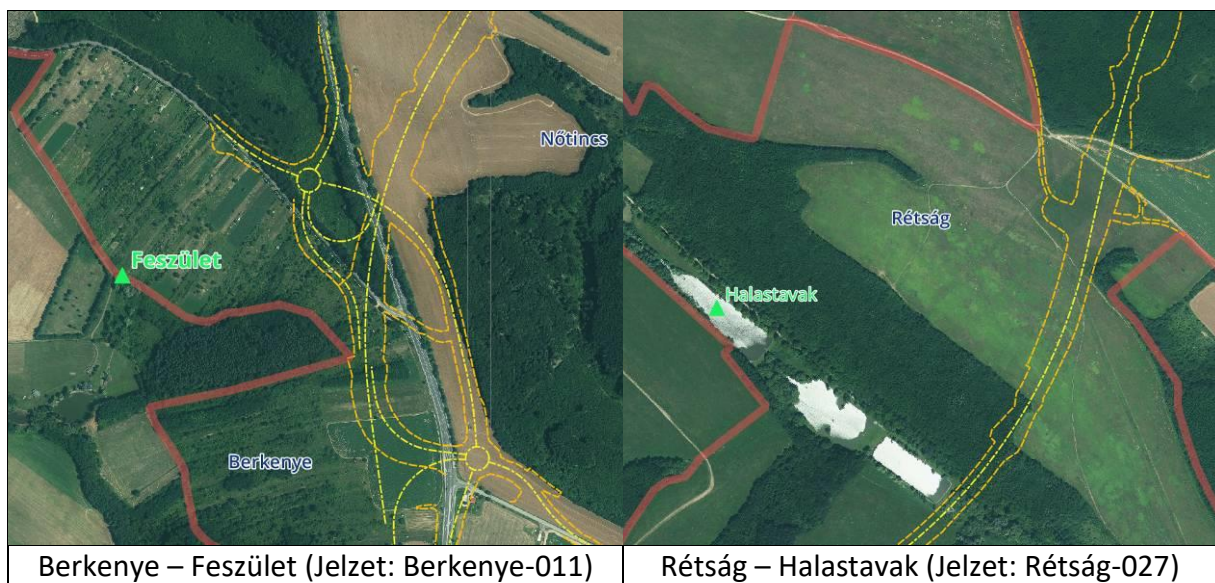 Nőtincs
Feszület
Berkenye
Rétság
Halastavak
Berkenye – Feszület (Jelzet: Berkenye-011)
Rétság – Halastavak (Jelzet: Rétság-027)